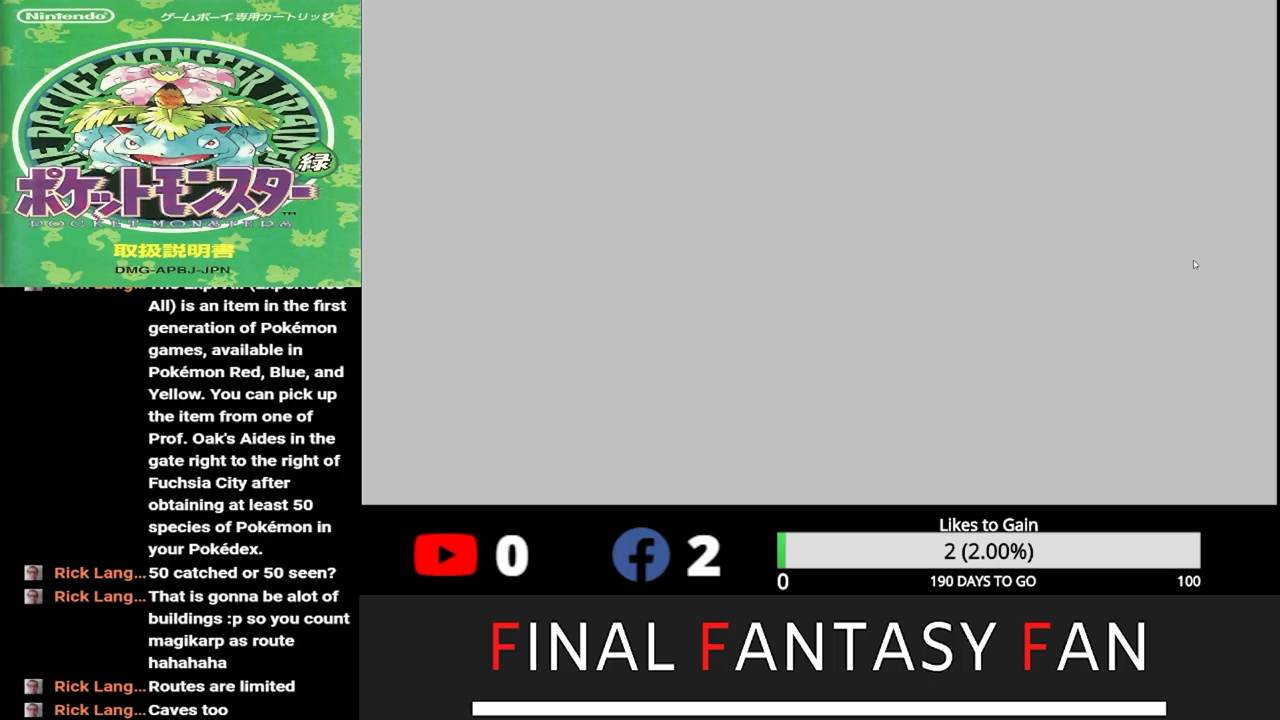 Nintendo
ゲームボーイ専用カートリッジ
POCKET MONSTER TRAINE
緑
ポケットモンスター
TM
POCKET MONSTERS
取扱説明書
DMG-APBJ-JPN
All) is an item in the first
generation of Pokémon
games, available in
Pokémon Red, Blue, and
Yellow. You can pick up
the item from one of
Prof. Oak's Aides in the
gate right to the right of
Fuchsia City after
obtaining at least 50
species of Pokémon in
your Pokédex.
Rick Lang... 50 catched or 50 seen?
Rick Lang... That is gonna be alot of
buildings :p so you count
magikarp as route
hahahaha
Rick Lang... Routes are limited
Rick Lang... Caves too
0
2
Likes to Gain
2 (2.00%)
0 190 DAYS TO GO 100
FINAL FANTASY FAN